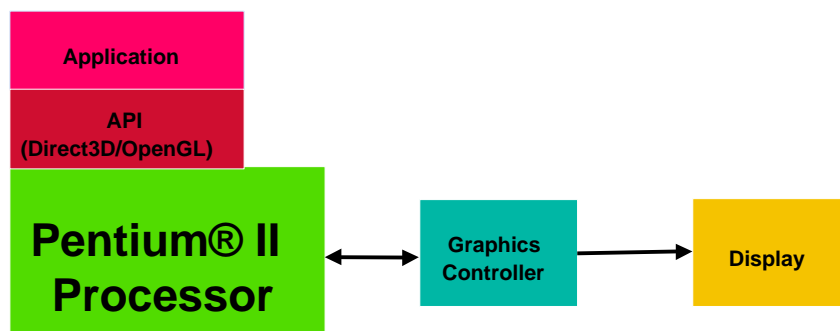 Application
API
(Direct3D/OpenGL)
Pentium® II
Processor
Graphics
Controller
Display